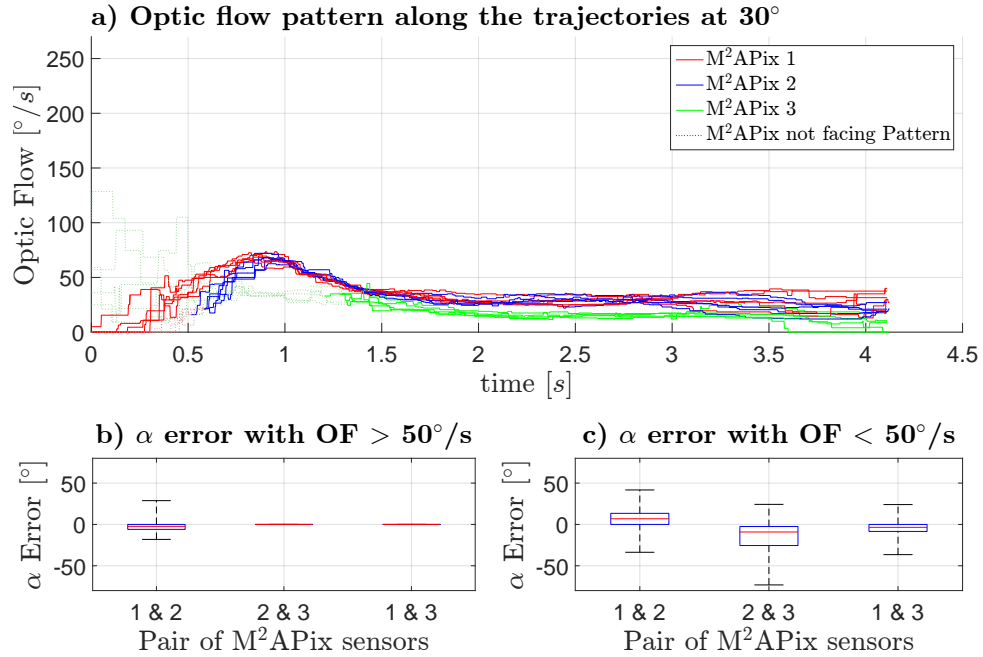 a) Optic flow pattern along the trajectories at 30°
Optic Flow [°/s]
250
200
150
100
50
0
M²APix 1
M²APix 2
M²APix 3
M²APix not facing Pattern
0 0.5 1 1.5 2 2.5 3 3.5 4 4.5
time [s]
b) α error with OF > 50°/s
α Error [°]
50
0
-50
1 & 2 2 & 3 1 & 3
Pair of M²APix sensors
c) α error with OF < 50°/s
α Error [°]
50
0
-50
1 & 2 2 & 3 1 & 3
Pair of M²APix sensors